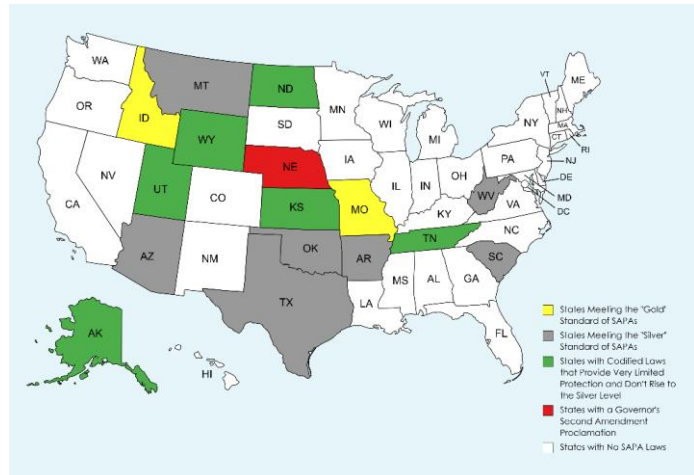 WA
MT
ND
MN
ME
VT
NH
OR
ID
SD
WI
NY
MA
CT
RI
WY
MI
IA
NE
PA
NJ
NV
UT
IL
IN
OH
DE
MD
DC
CA
CO
KS
MO
WV
VA
KY
NC
TN
AZ
NM
OK
AR
SC
MS
AL
GA
TX
LA
FL
AK
HI
States Meeting the "Gold"
Standard of SAPAs
States Meeting the "Silver"
Standard of SAPAs
States with Codified Laws
that Provide Very Limited
Protection and Don't Rise to
the Silver Level
States with a Governor's
Second Amendment
Proclamation
States with No SAPA Laws